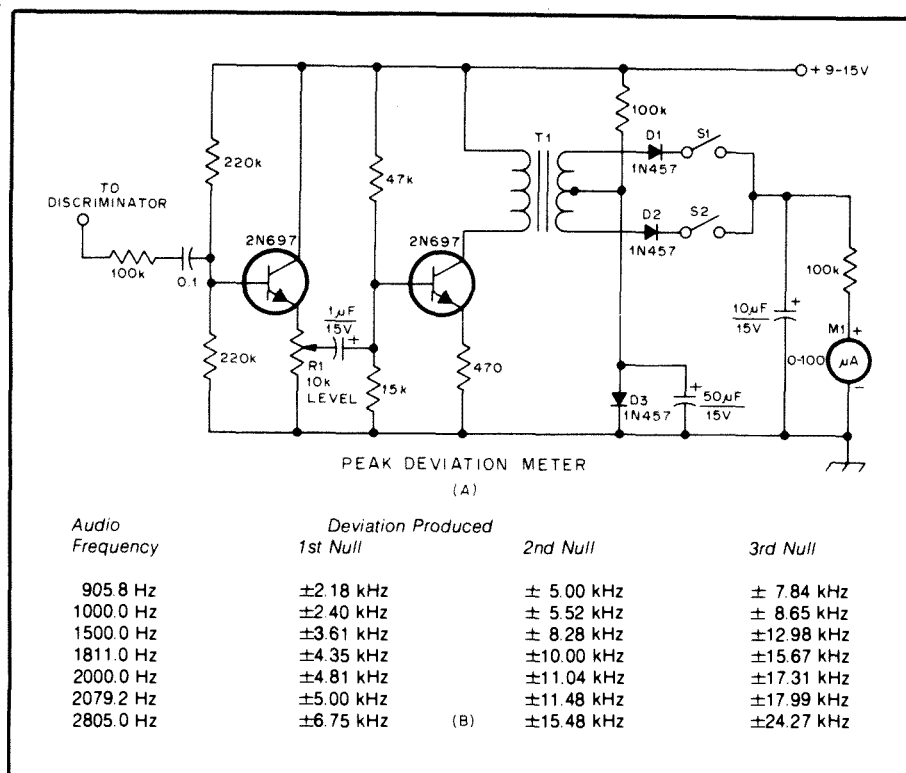 + 9-15V
100k
T1
D1
S1
1N457
220k
47k
TO
DISCRIMINATOR
D2
S2
2N697
2N697
1N457
100k
0.1
100k
1µF
15V
10µF
15V
M1
+
0-100
µA
-
220k
R1
10k
LEVEL
15k
470
D3
1N457
50µF
15V
PEAK DEVIATION METER
(A)
Audio Deviation Produced
Frequency 1st Null 2nd Null 3rd Null
905.8 Hz ±2.18 kHz ± 5.00 kHz ± 7.84 kHz
1000.0 Hz ±2.40 kHz ± 5.52 kHz ± 8.65 kHz
1500.0 Hz ±3.61 kHz ± 8.28 kHz ±12.98 kHz
1811.0 Hz ±4.35 kHz ±10.00 kHz ±15.67 kHz
2000.0 Hz ±4.81 kHz ±11.04 kHz ±17.31 kHz
2079.2 Hz ±5.00 kHz ±11.48 kHz ±17.99 kHz
2805.0 Hz ±6.75 kHz (B) ±15.48 kHz ±24.27 kHz